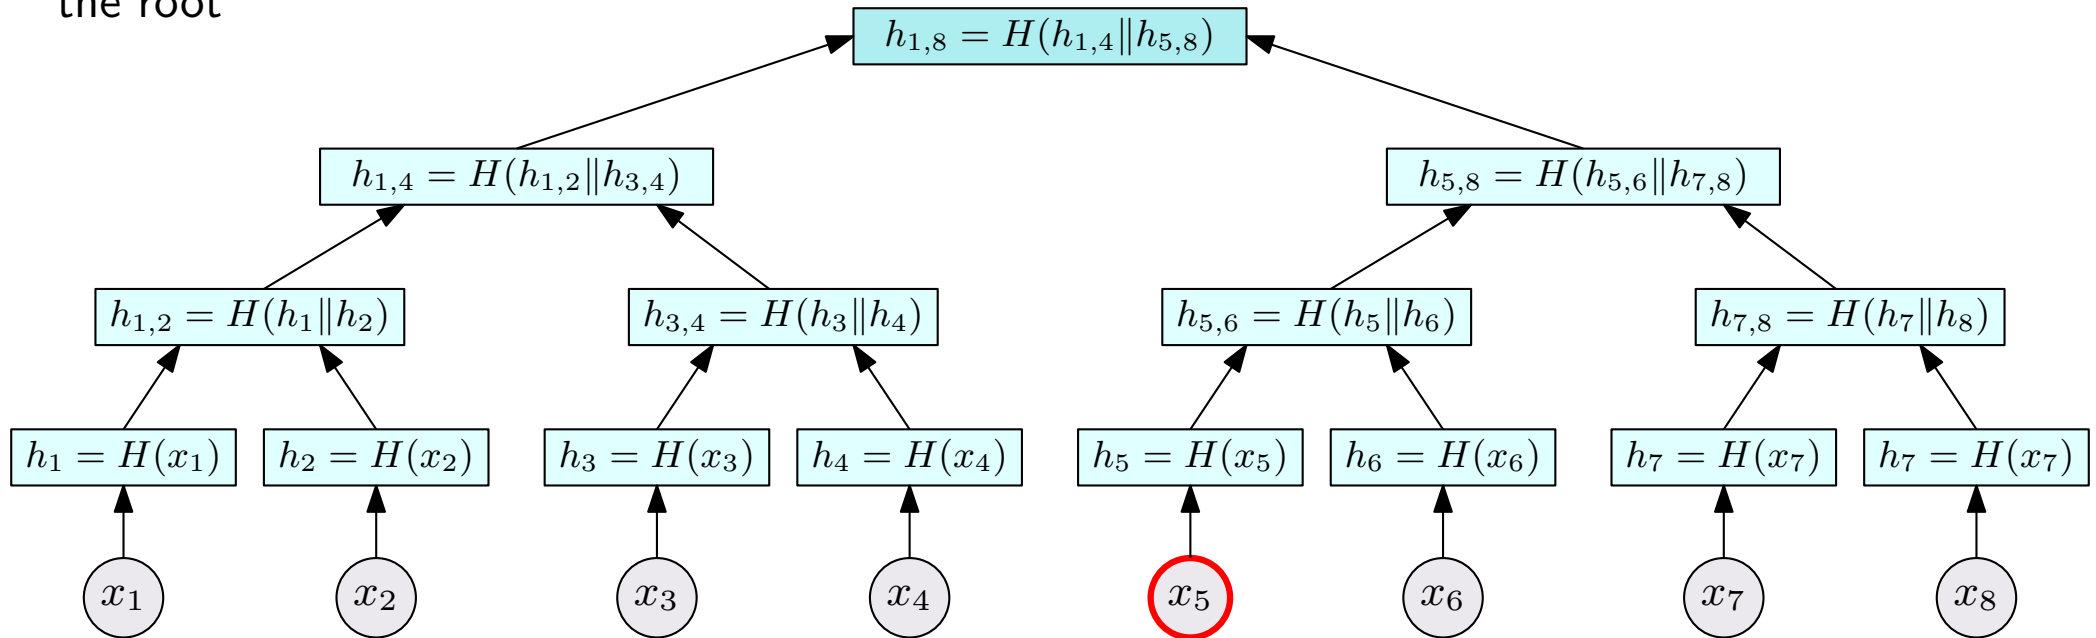 the root
h₁,₈ = H(h₁,₄∥h₅,₈)
h₁,₄ = H(h₁,₂∥h₃,₄) h₅,₈ = H(h₅,₆∥h₇,₈)
h₁,₂ = H(h₁∥h₂) h₃,₄ = H(h₃∥h₄) h₅,₆ = H(h₅∥h₆) h₇,₈ = H(h₇∥h₈)
h₁ = H(x₁) h₂ = H(x₂) h₃ = H(x₃) h₄ = H(x₄) h₅ = H(x₅) h₆ = H(x₆) h₇ = H(x₇) h₇ = H(x₇)
x₁ x₂ x₃ x₄ x₅ x₆ x₇ x₈